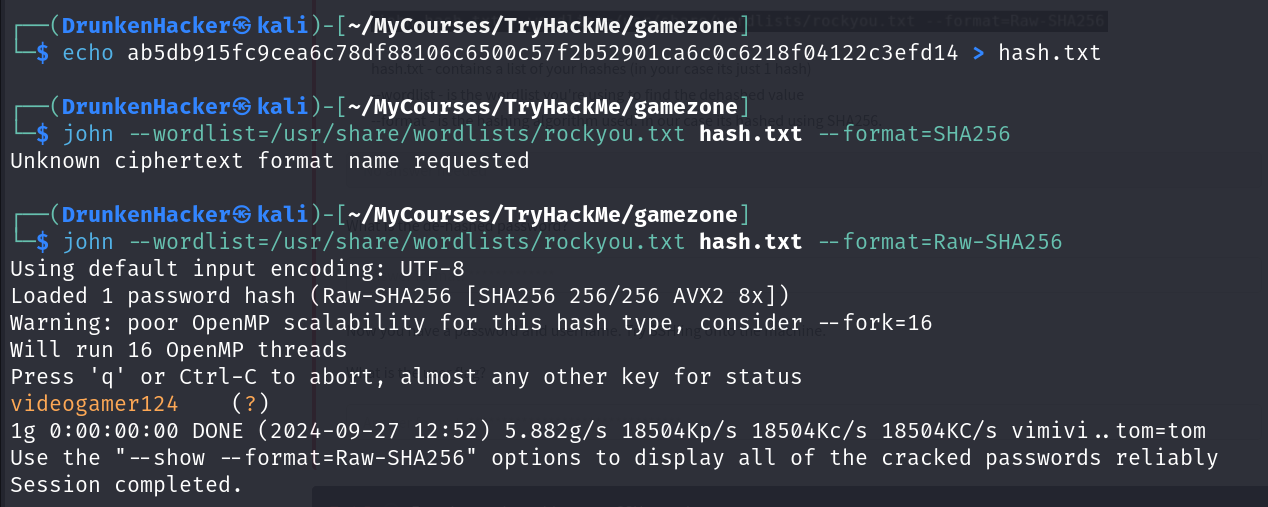 ┌──(DrunkenHacker㉿kali)-[~/MyCourses/TryHackMe/gamezone]
└─$ echo ab5db915fc9cea6c78df88106c6500c57f2b52901ca6c0c6218f04122c3efd14 > hash.txt
┌──(DrunkenHacker㉿kali)-[~/MyCourses/TryHackMe/gamezone]
└─$ john --wordlist=/usr/share/wordlists/rockyou.txt hash.txt --format=SHA256
Unknown ciphertext format name requested
┌──(DrunkenHacker㉿kali)-[~/MyCourses/TryHackMe/gamezone]
└─$ john --wordlist=/usr/share/wordlists/rockyou.txt hash.txt --format=Raw-SHA256
Using default input encoding: UTF-8
Loaded 1 password hash (Raw-SHA256 [SHA256 256/256 AVX2 8x])
Warning: poor OpenMP scalability for this hash type, consider --fork=16
Will run 16 OpenMP threads
Press 'q' or Ctrl-C to abort, almost any other key for status
videogamer124    (?)
1g 0:00:00:00 DONE (2024-09-27 12:52) 5.882g/s 18504Kp/s 18504Kc/s 18504KC/s vimivi..tom=tom
Use the "--show --format=Raw-SHA256" options to display all of the cracked passwords reliably
Session completed.